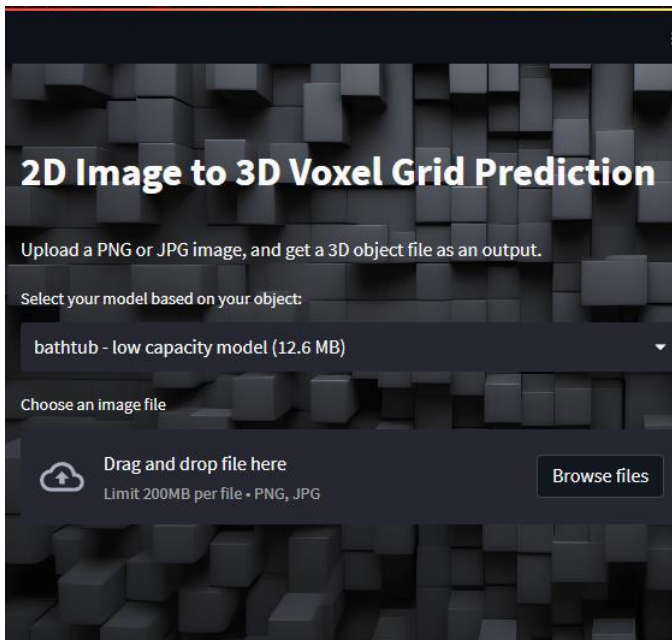 2D Image to 3D Voxel Grid Prediction
Upload a PNG or JPG image, and get a 3D object file as an output.
Select your model based on your object:
bathtub - low capacity model (12.6 MB)
Choose an image file
Drag and drop file here
Limit 200MB per file • PNG, JPG
Browse files